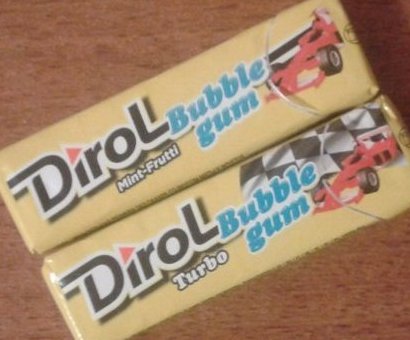 DiroL Bubble
gum
Mint-Frutti
DiroL Bubble
gum
Turbo